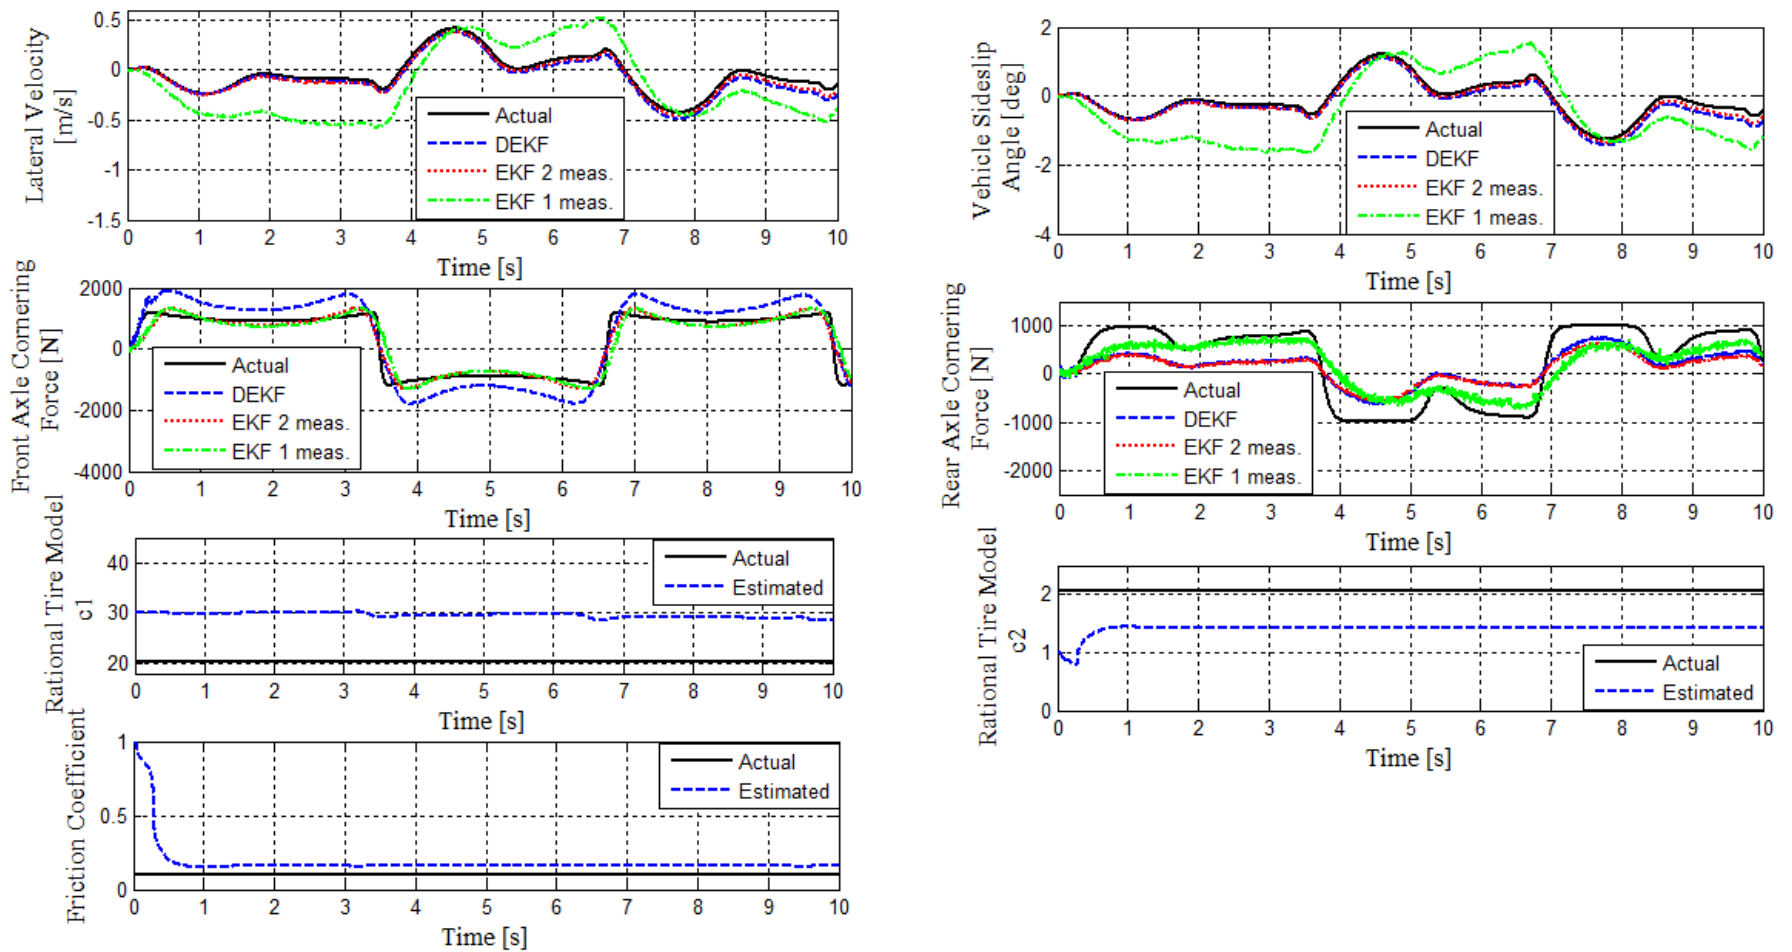 Lateral Velocity
[m/s]
0.5
0
-0.5
-1
-1.5
0 1 2 3 4 5 6 7 8 9 10
Time [s]
Actual
DEKF
EKF 2 meas.
EKF 1 meas.
Vehicle Sideslip
Angle [deg]
2
0
-2
-4
0 1 2 3 4 5 6 7 8 9 10
Time [s]
Actual
DEKF
EKF 2 meas.
EKF 1 meas.
Front Axle Cornering
Force [N]
2000
0
-2000
-4000
0 1 2 3 4 5 6 7 8 9 10
Time [s]
Actual
DEKF
EKF 2 meas.
EKF 1 meas.
Rear Axle Cornering
Force [N]
1000
0
-1000
-2000
0 1 2 3 4 5 6 7 8 9 10
Time [s]
Actual
DEKF
EKF 2 meas.
EKF 1 meas.
Rational Tire Model
c1
40
30
20
0 1 2 3 4 5 6 7 8 9 10
Time [s]
Actual
Estimated
Rational Tire Model
c2
2
1
0
0 1 2 3 4 5 6 7 8 9 10
Time [s]
Actual
Estimated
Friction Coefficient
1
0.5
0
0 1 2 3 4 5 6 7 8 9 10
Time [s]
Actual
Estimated